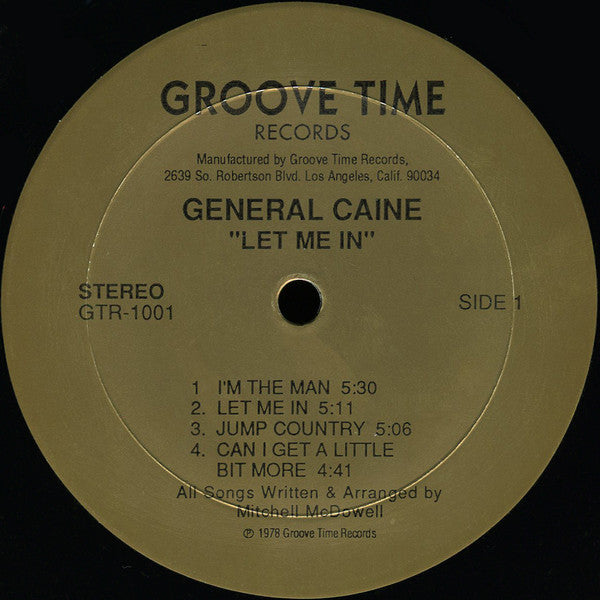 GROOVE TIME
RECORDS
Manufactured by Groove Time Records,
2639 So. Robertson Blvd. Los Angeles, Calif. 90034
GENERAL CAINE
"LET ME IN"
STEREO
GTR-1001
SIDE 1
1 I'M THE MAN 5:30
2. LET ME IN 5:11
3. JUMP COUNTRY 5:06
4. CAN I GET A LITTLE
BIT MORE 4:41
All Songs Written & Arranged by
Mitchell McDowell
℗ 1978 Groove Time Records